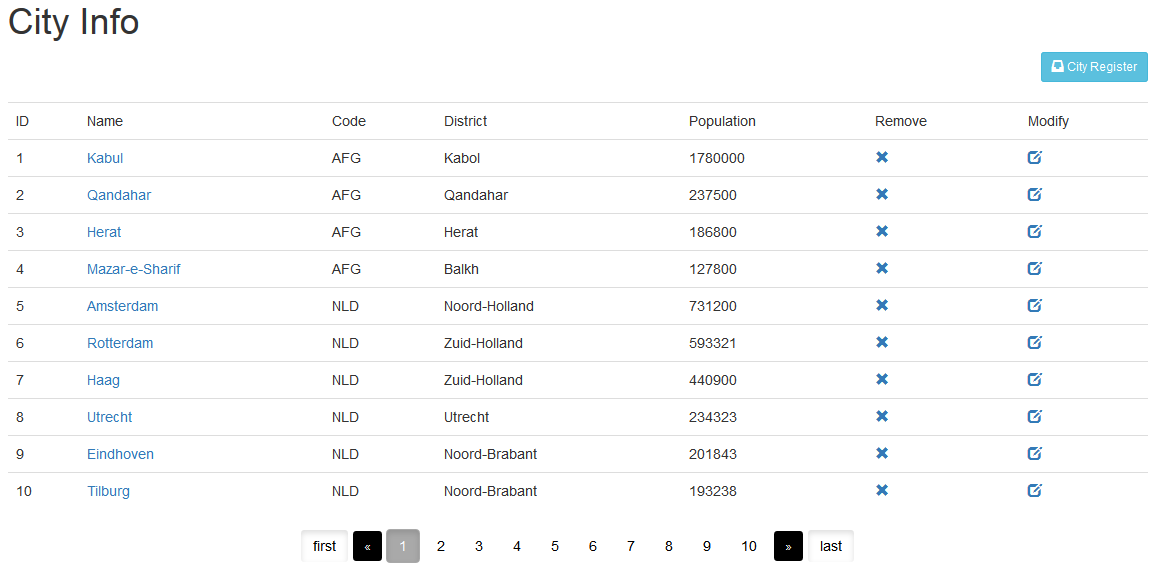 City Info
City Register
ID Name Code District Population Remove Modify
1 Kabul AFG Kabol 1780000
2 Qandahar AFG Qandahar 237500
3 Herat AFG Herat 186800
4 Mazar-e-Sharif AFG Balkh 127800
5 Amsterdam NLD Noord-Holland 731200
6 Rotterdam NLD Zuid-Holland 593321
7 Haag NLD Zuid-Holland 440900
8 Utrecht NLD Utrecht 234323
9 Eindhoven NLD Noord-Brabant 201843
10 Tilburg NLD Noord-Brabant 193238
first « 1 2 3 4 5 6 7 8 9 10 » last